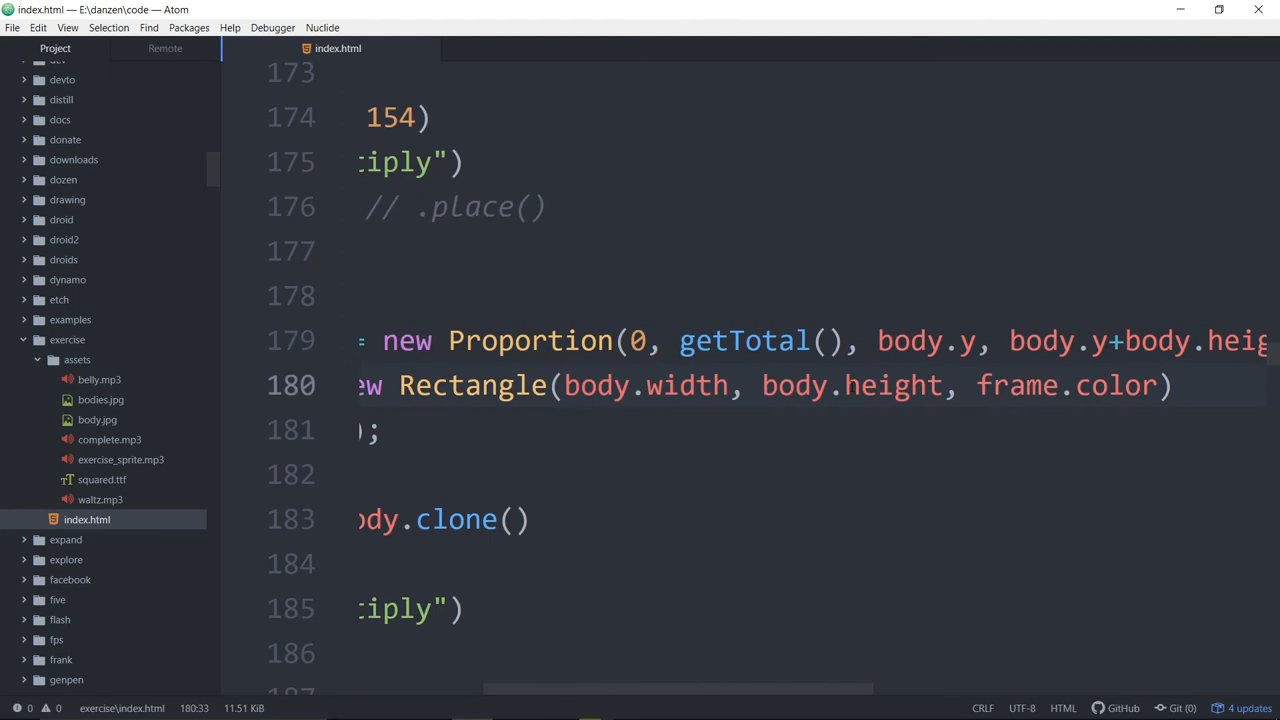 index.html — E:\danzen\code — Atom
File Edit View Selection Find Packages Help Debugger Nuclide
Project Remote index.html
dev
devto
distill
docs
donate
downloads
dozen
drawing
droid
droid2
droids
dynamo
etch
examples
exercise
assets
belly.mp3
bodies.jpg
body.jpg
complete.mp3
exercise_sprite.mp3
squared.ttf
waltz.mp3
index.html
expand
explore
facebook
five
flash
fps
frank
genpen
173
174 154)
175 tiply")
176 // .place()
177
178
179 = new Proportion(0, getTotal(), body.y, body.y+body.heig
180 ew Rectangle(body.width, body.height, frame.color)
181 );
182
183 ody.clone()
184
185 tiply")
186
187
0 0 exercise\index.html 180:33 11.51 KiB CRLF UTF-8 HTML GitHub Git (0) 4 updates